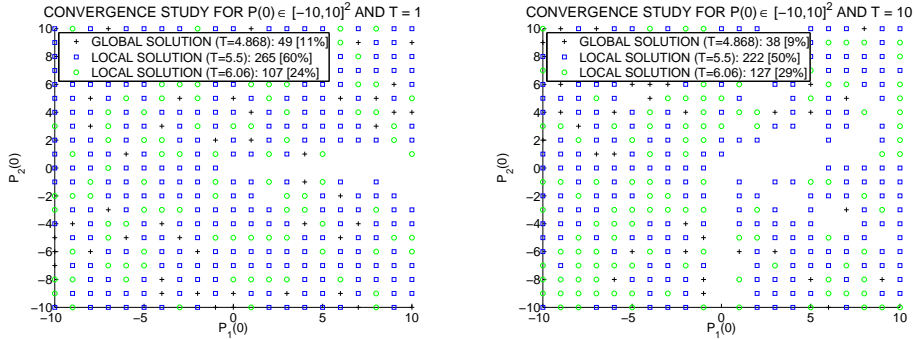 CONVERGENCE STUDY FOR P(0)∈ [−10,10]² AND T = 1
10
8
6
4
2
0
−2
−4
−6
−8
−10
P₂(0)
GLOBAL SOLUTION (T=4.868): 49 [11%]
LOCAL SOLUTION (T=5.5): 265 [60%]
LOCAL SOLUTION (T=6.06): 107 [24%]
−10
−5
0
5
10
P₁(0)
CONVERGENCE STUDY FOR P(0)∈ [−10,10]² AND T = 10
10
8
6
4
2
0
−2
−4
−6
−8
−10
P₂(0)
GLOBAL SOLUTION (T=4.868): 38 [9%]
LOCAL SOLUTION (T=5.5): 222 [50%]
LOCAL SOLUTION (T=6.06): 127 [29%]
−10
−5
0
5
10
P₁(0)